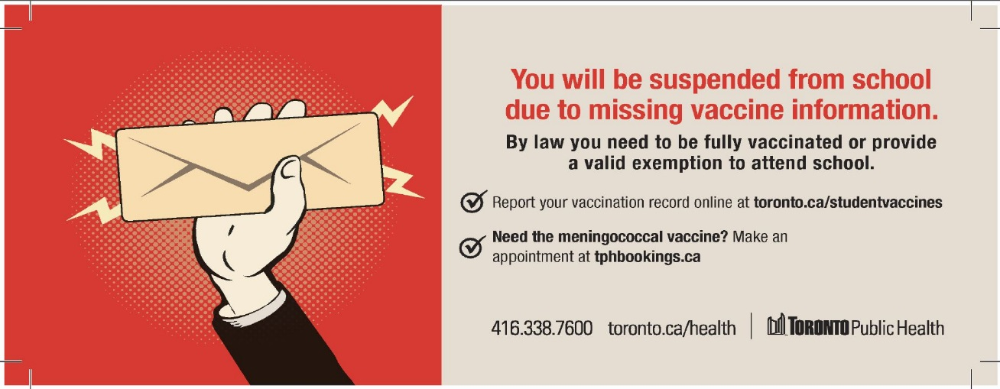 You will be suspended from school
due to missing vaccine information.
By law you need to be fully vaccinated or provide
a valid exemption to attend school.
Report your vaccination record online at toronto.ca/studentvaccines
Need the meningococcal vaccine? Make an
appointment at tphbookings.ca
416.338.7600 toronto.ca/health TORONTO Public Health